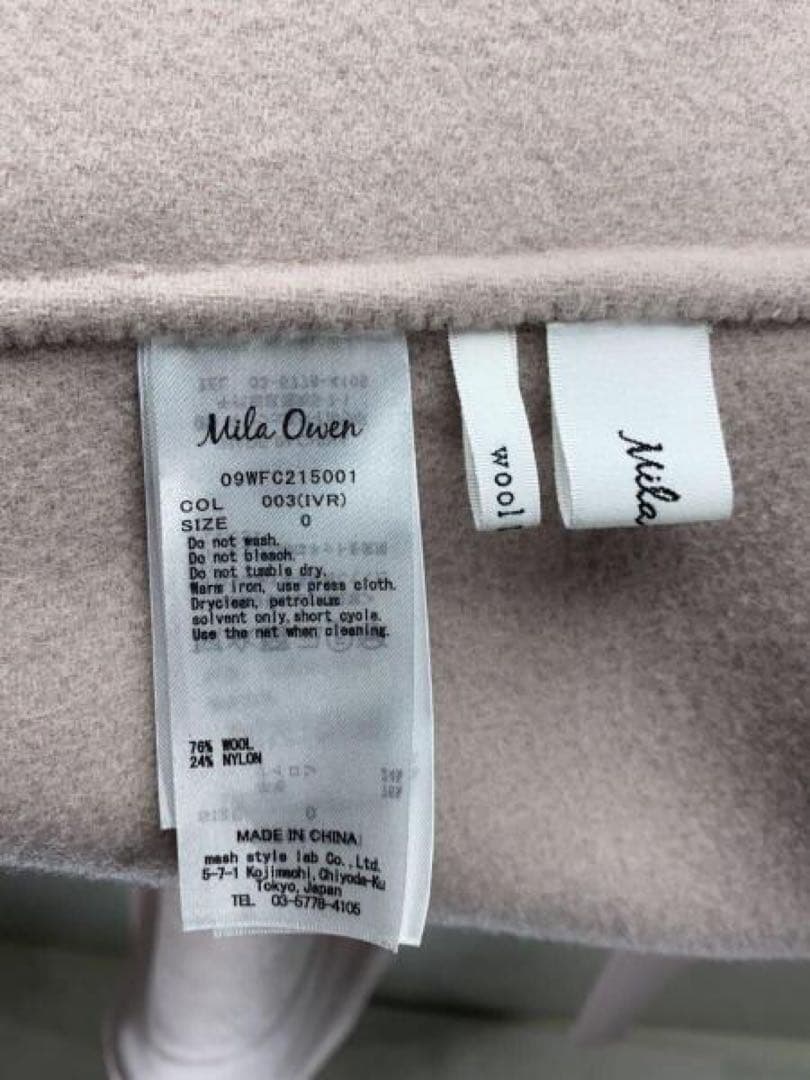 Mila Owen
09WFC215001
COL 003(IVR)
SIZE 0
Do not wash.
Do not bleach.
Do not tumble dry.
Warm iron, use press cloth.
Dryclean, petroleum
solvent only, short cycle.
Use the net when cleaning.
76% WOOL
24% NYLON
MADE IN CHINA
mash style lab Co.,Ltd.
5-7-1 Kojimachi,Chiyoda-Ku
Tokyo,Japan
TEL 03-6778-4105
wool
Mila